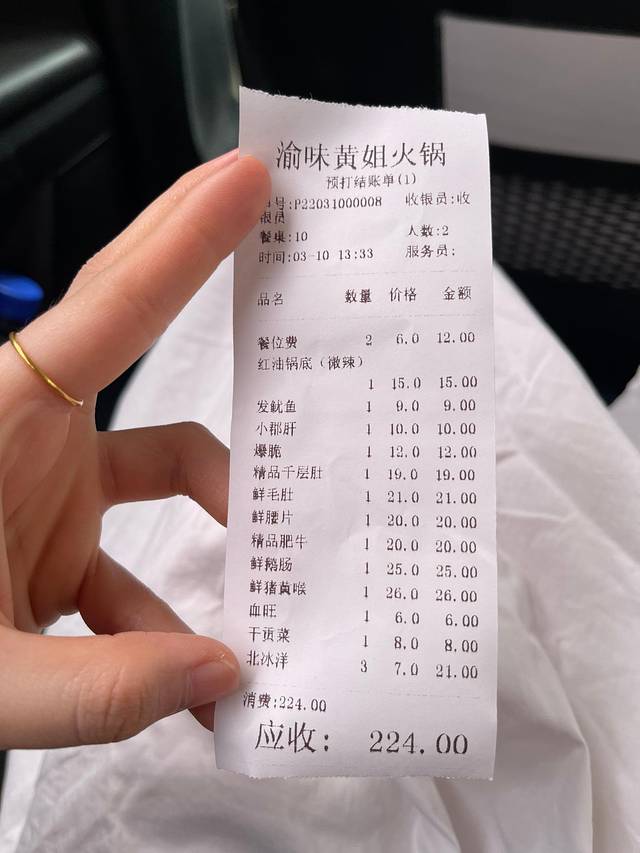 渝味黄姐火锅
预打结账单(1)
号:P22031000008 收银员:收
银员
餐桌:10 人数:2
时间:03-10 13:33 服务员:
品名 数量 价格 金额
餐位费 2 6.0 12.00
红油锅底（微辣）
1 15.0 15.00
发鱿鱼 1 9.0 9.00
小郡肝 1 10.0 10.00
爆脆 1 12.0 12.00
精品千层肚 1 19.0 19.00
鲜毛肚 1 21.0 21.00
鲜腰片 1 20.0 20.00
精品肥牛 1 20.0 20.00
鲜鹅肠 1 25.0 25.00
鲜猪黄喉 1 26.0 26.00
血旺 1 6.0 6.00
干贡菜 1 8.0 8.00
北冰洋 3 7.0 21.00
消费:224.00
应收: 224.00